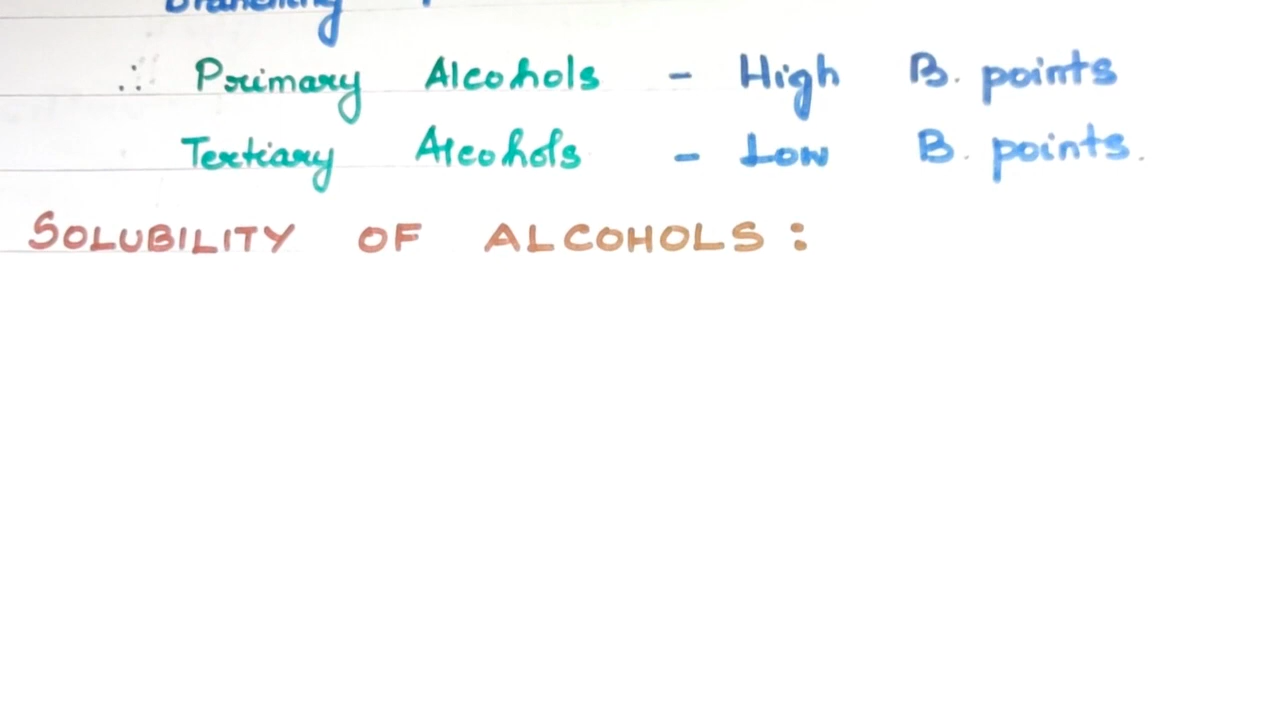 ∴ Primary Alcohols - High B. points
Tertiary Alcohols - Low B. points.
SOLUBILITY OF ALCOHOLS :